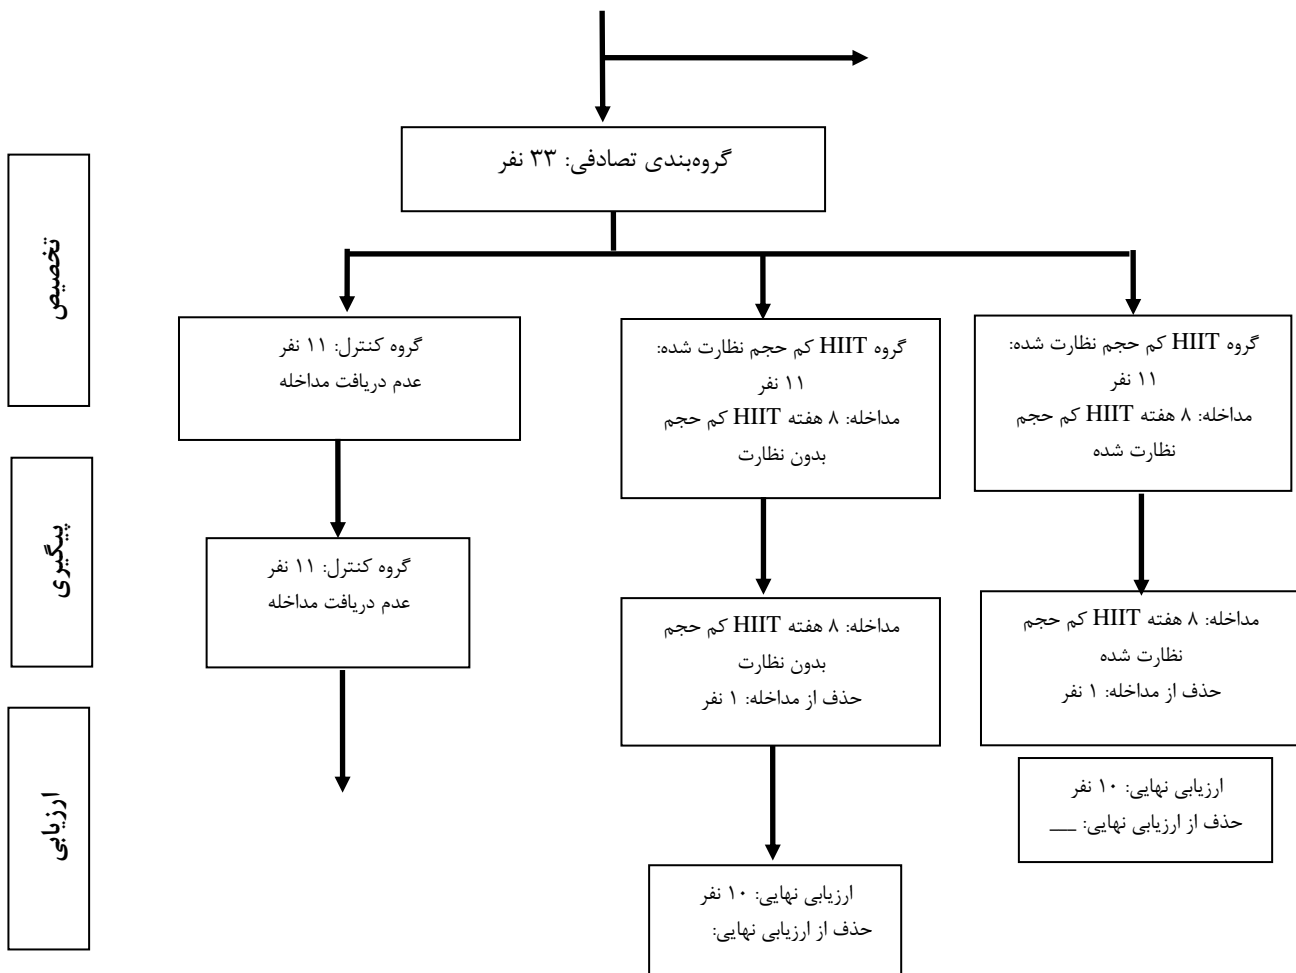 گروه‌بندی تصادفی: ۳۳ نفر
تخصیص
گروه HIIT کم حجم نظارت شده:
۱۱ نفر
مداخله: ۸ هفته HIIT کم حجم
نظارت شده
گروه HIIT کم حجم نظارت شده:
۱۱ نفر
مداخله: ۸ هفته HIIT کم حجم
بدون نظارت
گروه کنترل: ۱۱ نفر
عدم دریافت مداخله
پیگیری
مداخله: ۸ هفته HIIT کم حجم
نظارت شده
حذف از مداخله: ۱ نفر
مداخله: ۸ هفته HIIT کم حجم
بدون نظارت
حذف از مداخله: ۱ نفر
گروه کنترل: ۱۱ نفر
عدم دریافت مداخله
ارزیابی
ارزیابی نهایی: ۱۰ نفر
حذف از ارزیابی نهایی: __
ارزیابی نهایی: ۱۰ نفر
حذف از ارزیابی نهایی: